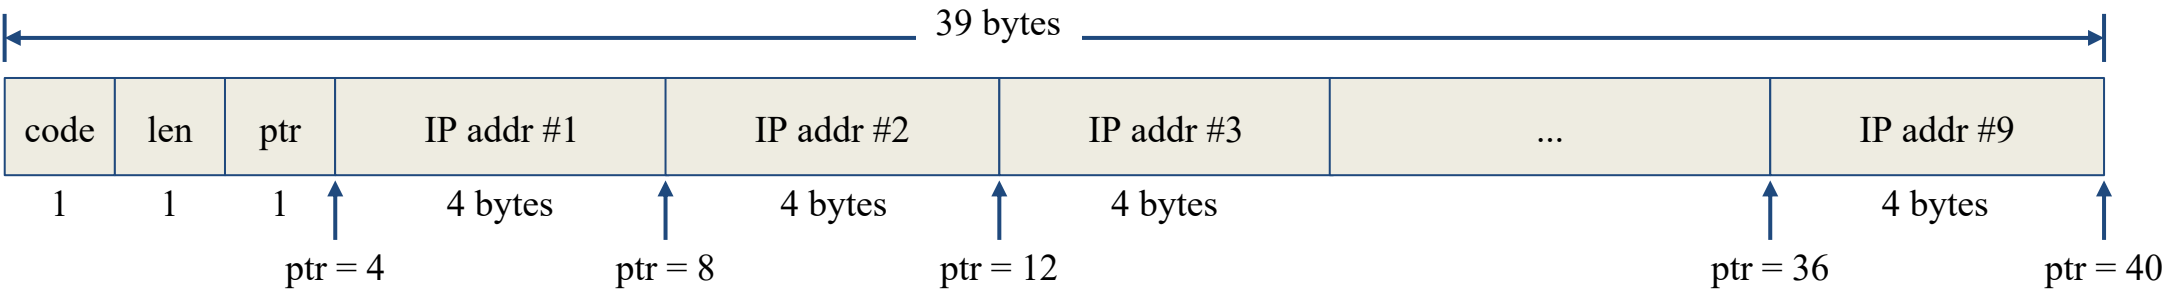 39 bytes
code len ptr IP addr #1 IP addr #2 IP addr #3 ... IP addr #9
1 1 1 4 bytes 4 bytes 4 bytes 4 bytes
ptr = 4 ptr = 8 ptr = 12 ptr = 36 ptr = 40